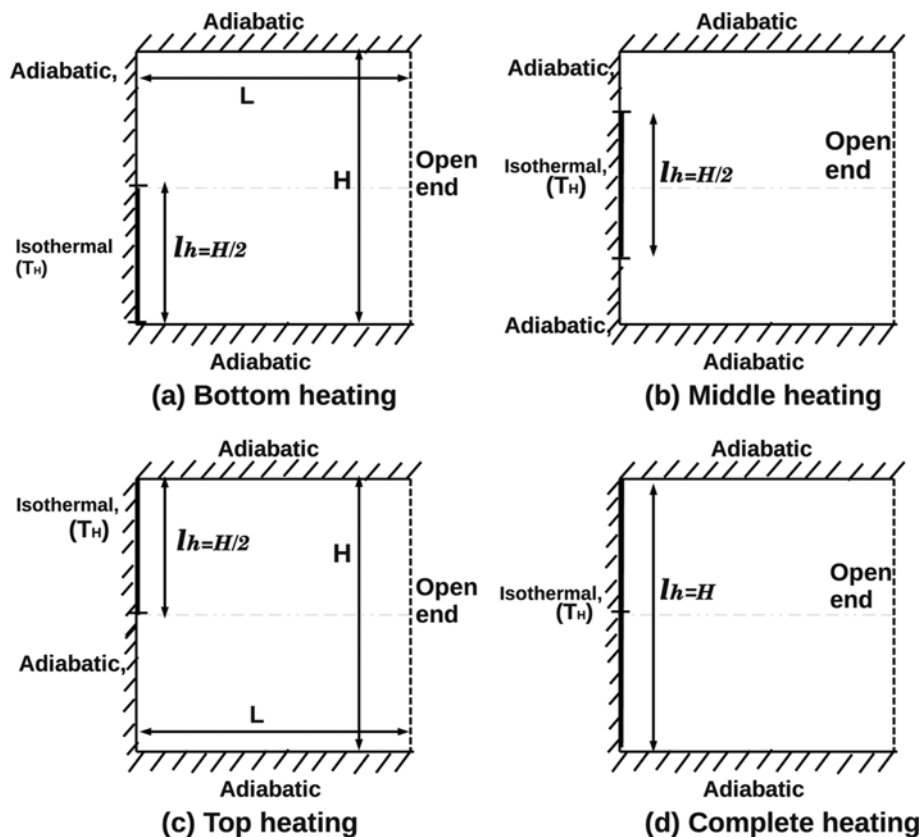 Adiabatic
Adiabatic,
L
H
Open
end
lh=H/2
Isothermal
(TH)
Adiabatic
(a) Bottom heating
Adiabatic
Adiabatic,
Open
end
Isothermal,
(TH)
lh=H/2
Adiabatic,
Adiabatic
(b) Middle heating
Adiabatic
Isothermal,
(TH)
lh=H/2
H
Open
end
Adiabatic,
L
Adiabatic
(c) Top heating
Adiabatic
Isothermal,
(TH)
lh=H
Open
end
Adiabatic
(d) Complete heating